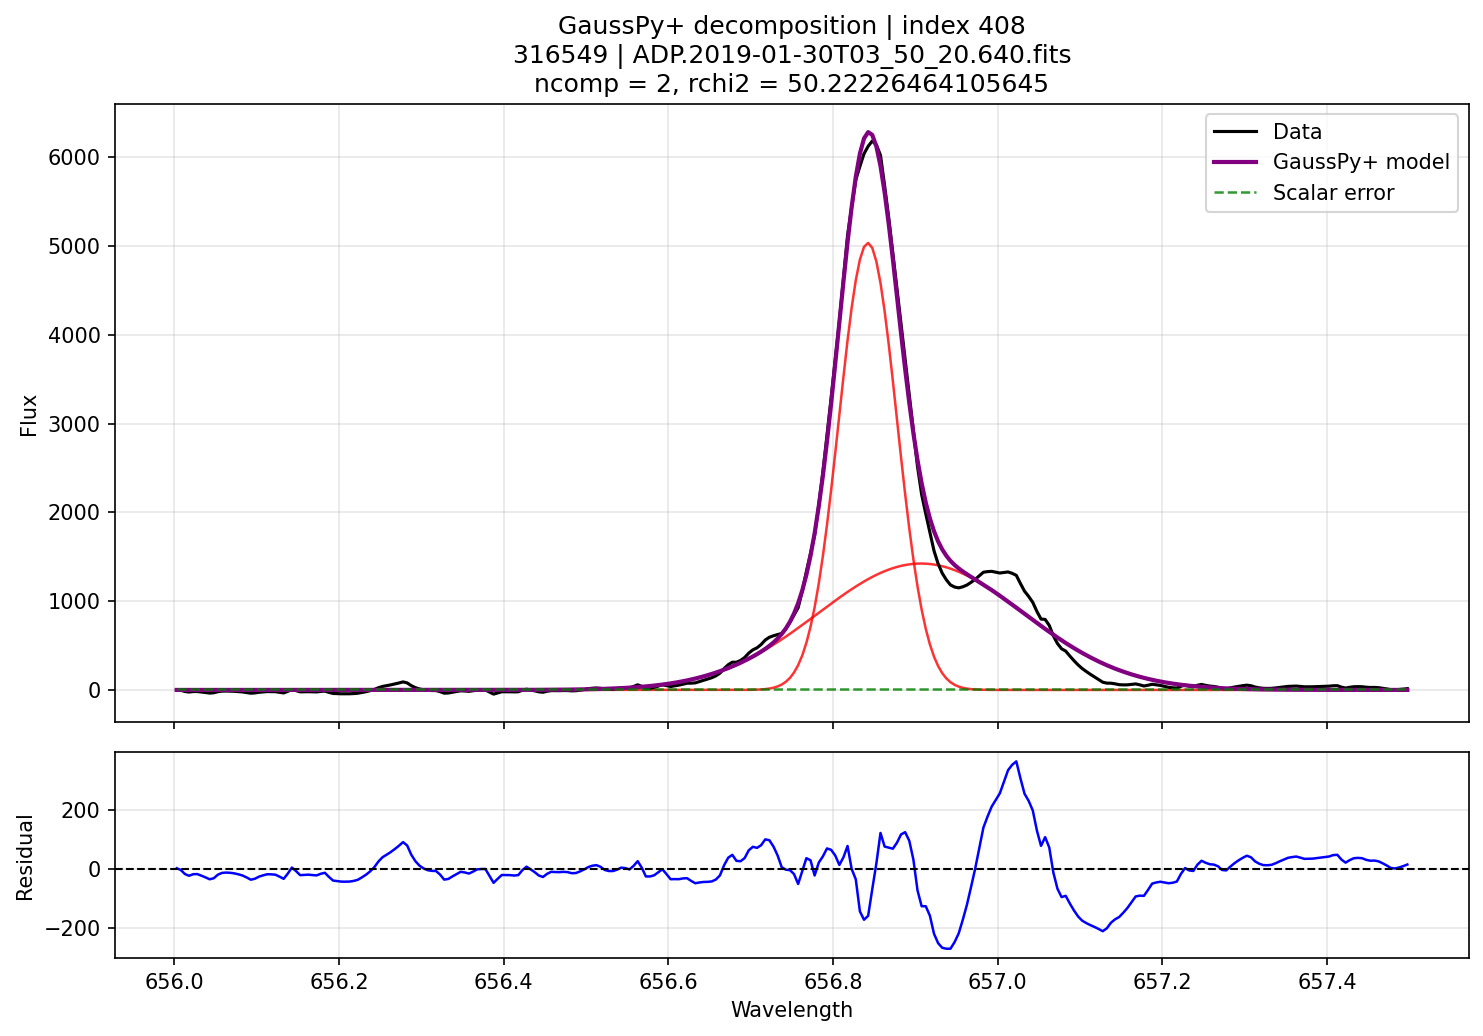 GaussPy+ decomposition | index 408
316549 | ADP.2019-01-30T03_50_20.640.fits
ncomp = 2, rchi2 = 50.22226464105645
Data
GaussPy+ model
Scalar error
Flux
6000
5000
4000
3000
2000
1000
0
Residual
200
0
−200
656.0 656.2 656.4 656.6 656.8 657.0 657.2 657.4
Wavelength